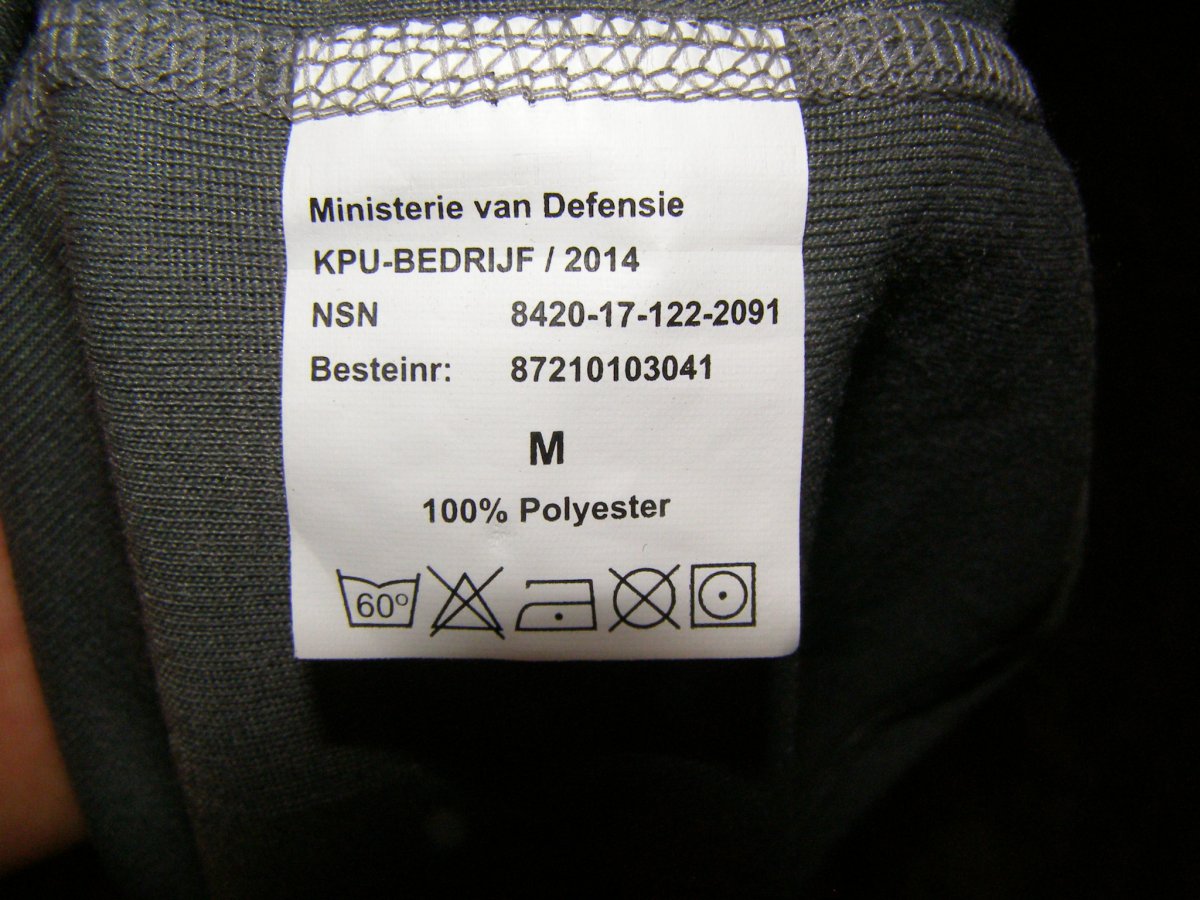 Ministerie van Defensie
KPU-BEDRIJF / 2014
NSN 8420-17-122-2091
Besteinr: 87210103041
M
100% Polyester
60°